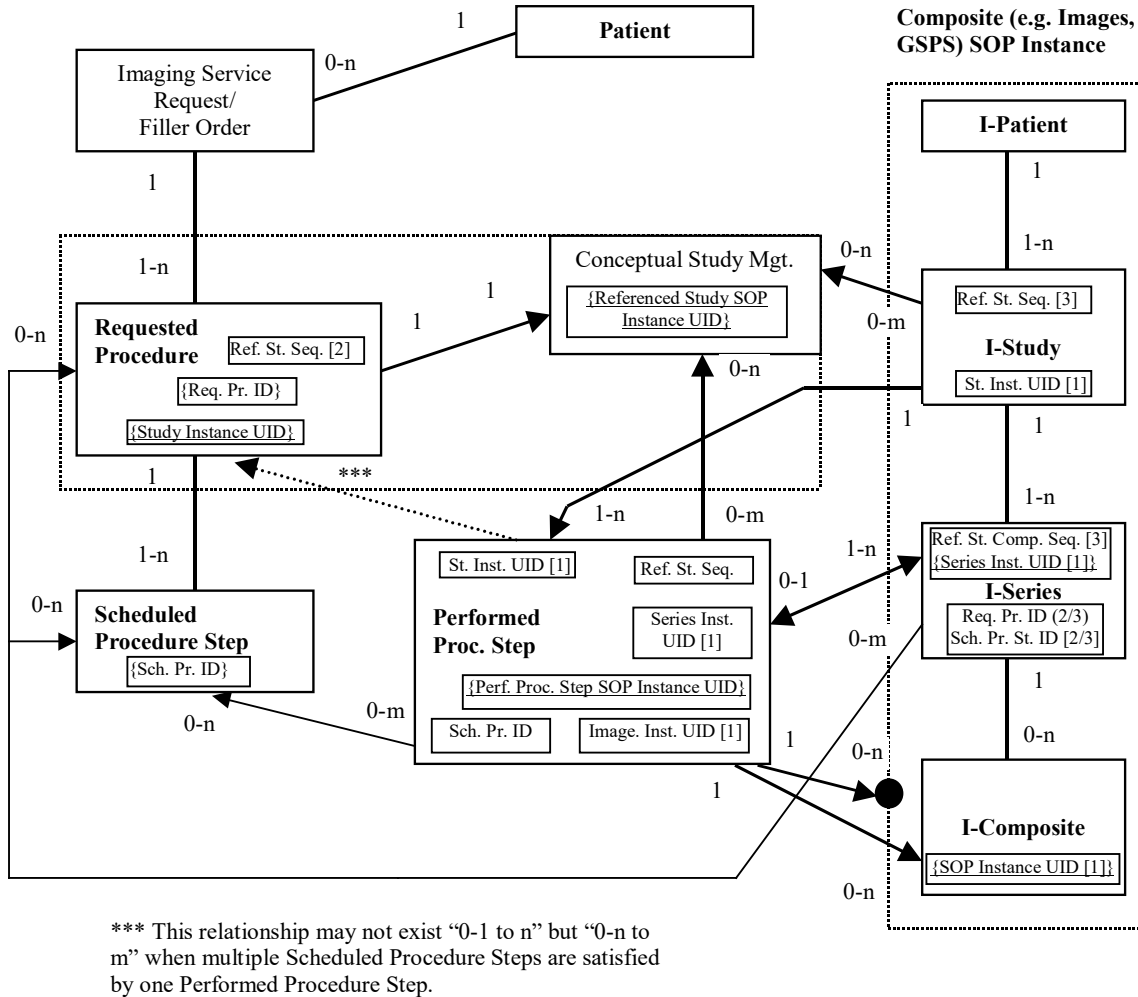 1
Patient
Composite (e.g. Images,
GSPS) SOP Instance
0-n
Imaging Service
Request/
Filler Order
I-Patient
1
1
1-n
1-n
0-n
Conceptual Study Mgt.
{Referenced Study SOP
Instance UID}
1
Ref. St. Seq. [3]
0-m
I-Study
St. Inst. UID [1]
0-n
Requested
Procedure
Ref. St. Seq. [2]
{Req. Pr. ID}
{Study Instance UID}
0-n
1
1
1
***
1-n
1-n
0-m
1-n
Ref. St. Comp. Seq. [3]
{Series Inst. UID [1]}
I-Series
Req. Pr. ID (2/3)
Sch. Pr. St. ID [2/3]
1-n
0-1
0-m
St. Inst. UID [1]
Ref. St. Seq.
Performed
Proc. Step
Series Inst.
UID [1]
{Perf. Proc. Step SOP Instance UID}
Sch. Pr. ID
Image. Inst. UID [1]
0-n
Scheduled
Procedure Step
{Sch. Pr. ID}
0-n
0-m
1
0-n
1
0-n
1
I-Composite
{SOP Instance UID [1]}
0-n
*** This relationship may not exist “0-1 to n” but “0-n to
m” when multiple Scheduled Procedure Steps are satisfied
by one Performed Procedure Step.